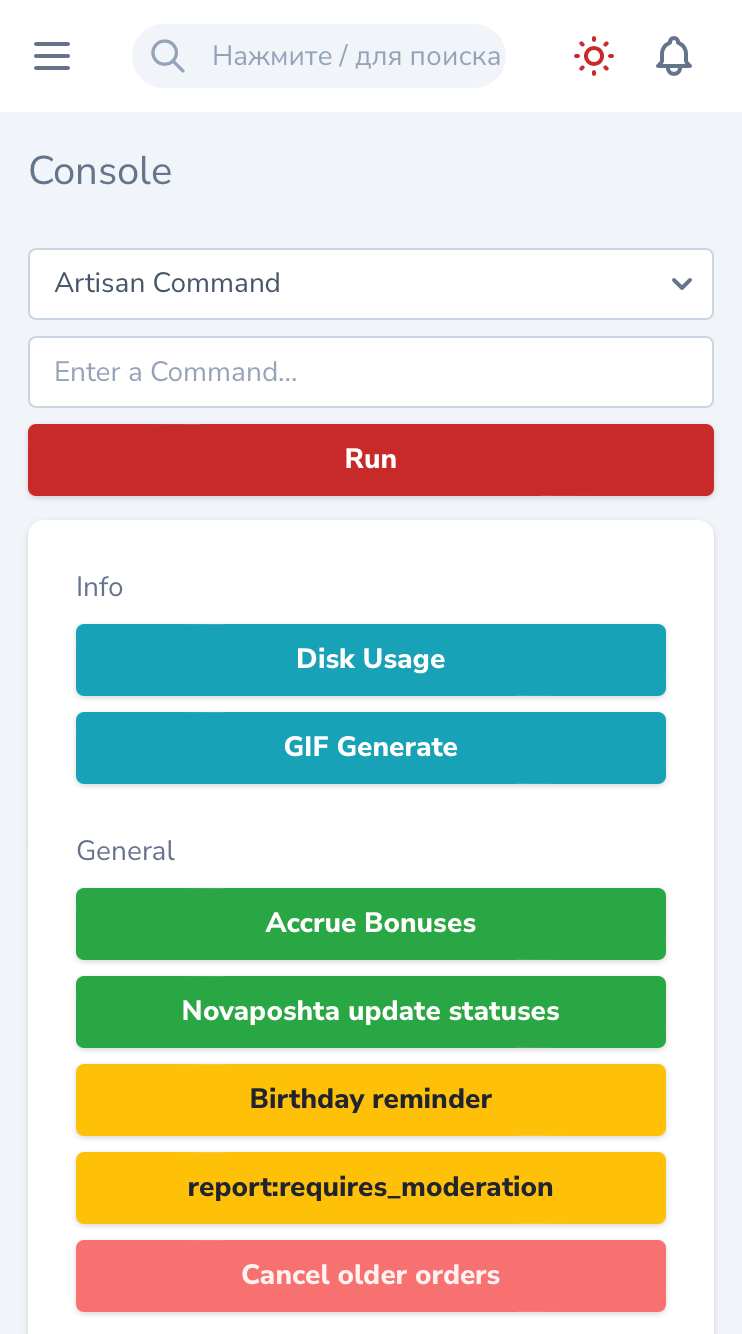 Нажмите / для поиска
Console
Artisan Command
Enter a Command...
Run
Info
Disk Usage
GIF Generate
General
Accrue Bonuses
Novaposhta update statuses
Birthday reminder
report:requires_moderation
Cancel older orders